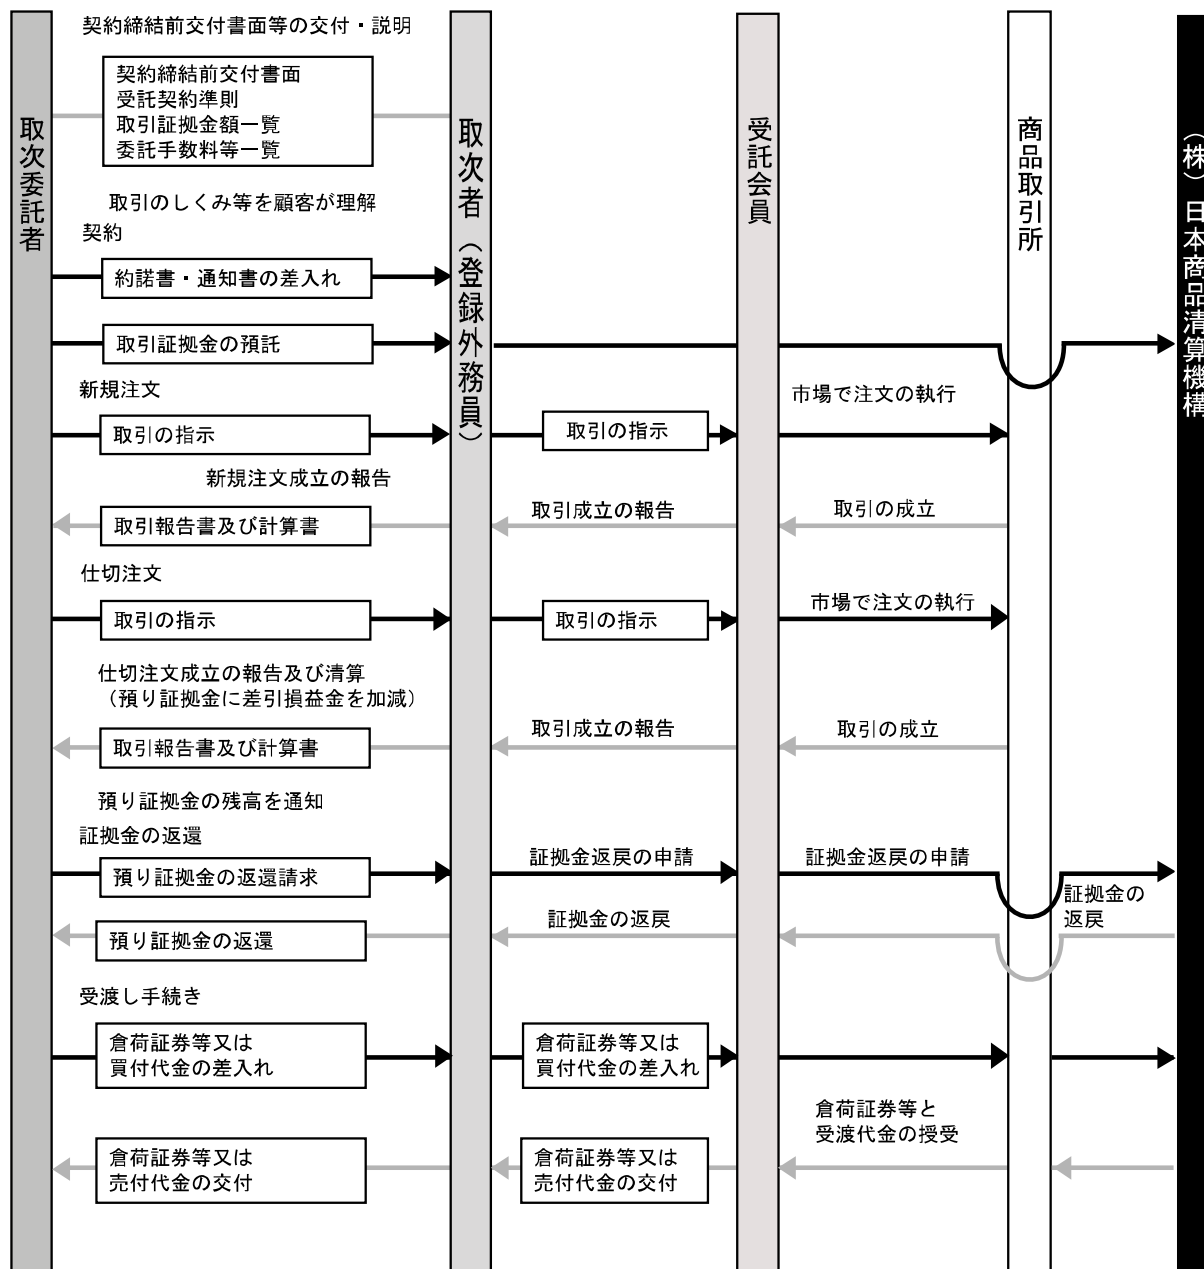 契約締結前交付書面等の交付・説明
契約締結前交付書面
受託契約準則
取引証拠金額一覧
委託手数料等一覧
取次委託者
取次者（登録外務員）
受託会員
商品取引所
（株）日本商品清算機構
取引のしくみ等を顧客が理解
契約
約諾書・通知書の差入れ
取引証拠金の預託
新規注文
市場で注文の執行
取引の指示
取引の指示
新規注文成立の報告
取引報告書及び計算書
取引成立の報告
取引の成立
仕切注文
市場で注文の執行
取引の指示
取引の指示
仕切注文成立の報告及び清算
（預り証拠金に差引損益金を加減）
取引報告書及び計算書
取引成立の報告
取引の成立
預り証拠金の残高を通知
証拠金の返還
預り証拠金の返還請求
証拠金返戻の申請
証拠金返戻の申請
証拠金の
返戻
預り証拠金の返還
証拠金の返戻
受渡し手続き
倉荷証券等又は
買付代金の差入れ
倉荷証券等又は
買付代金の差入れ
倉荷証券等と
受渡代金の授受
倉荷証券等又は
売付代金の交付
倉荷証券等又は
売付代金の交付